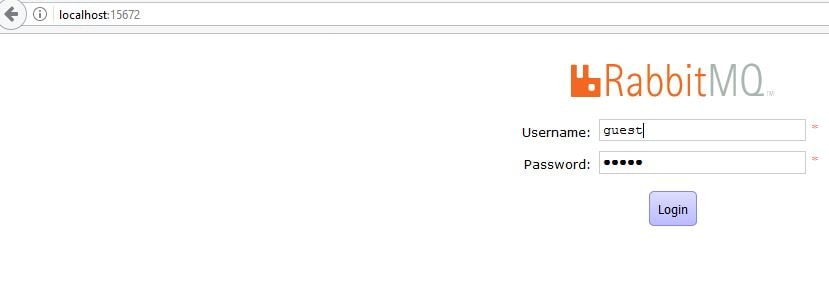 localhost:15672
RabbitMQ
TM
Username: guest *
Password: ••••• *
Login